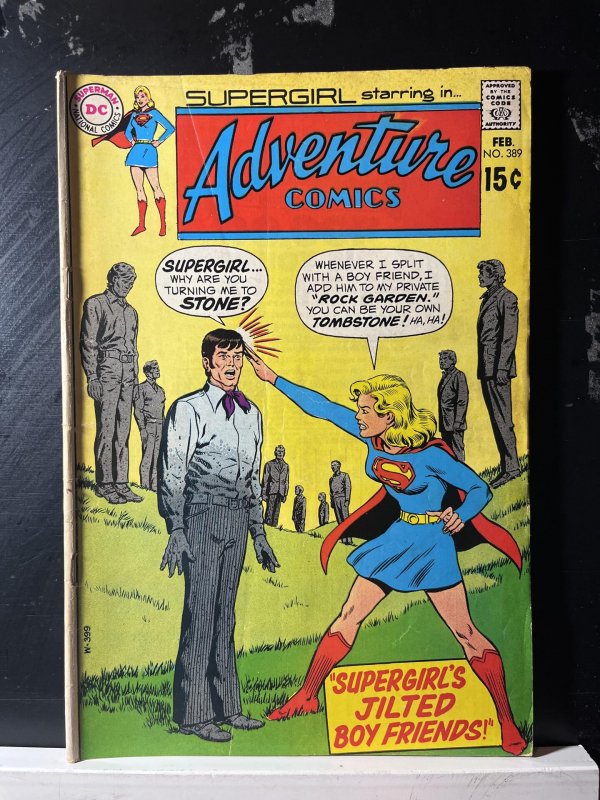 SUPERMAN
DC
NATIONAL COMICS
SUPERGIRL starring in...
Adventure
COMICS
APPROVED
BY THE
COMICS
CODE
CA
AUTHORITY
FEB.
NO. 389
15¢
SUPERGIRL...
WHY ARE YOU
TURNING ME TO
STONE?
WHENEVER I SPLIT
WITH A BOY FRIEND, I
ADD HIM TO MY PRIVATE
"ROCK GARDEN."
YOU CAN BE YOUR OWN
TOMBSTONE! HA, HA!
S
W-399
"SUPERGIRL'S
JILTED
BOY FRIENDS!"